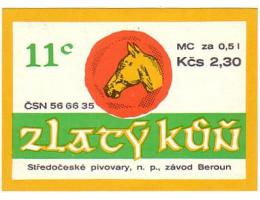 11° MC za 0,5 l
Kčs 2,30
ČSN 56 66 35
zlatý kůň
Středočeské pivovary, n. p., závod Beroun